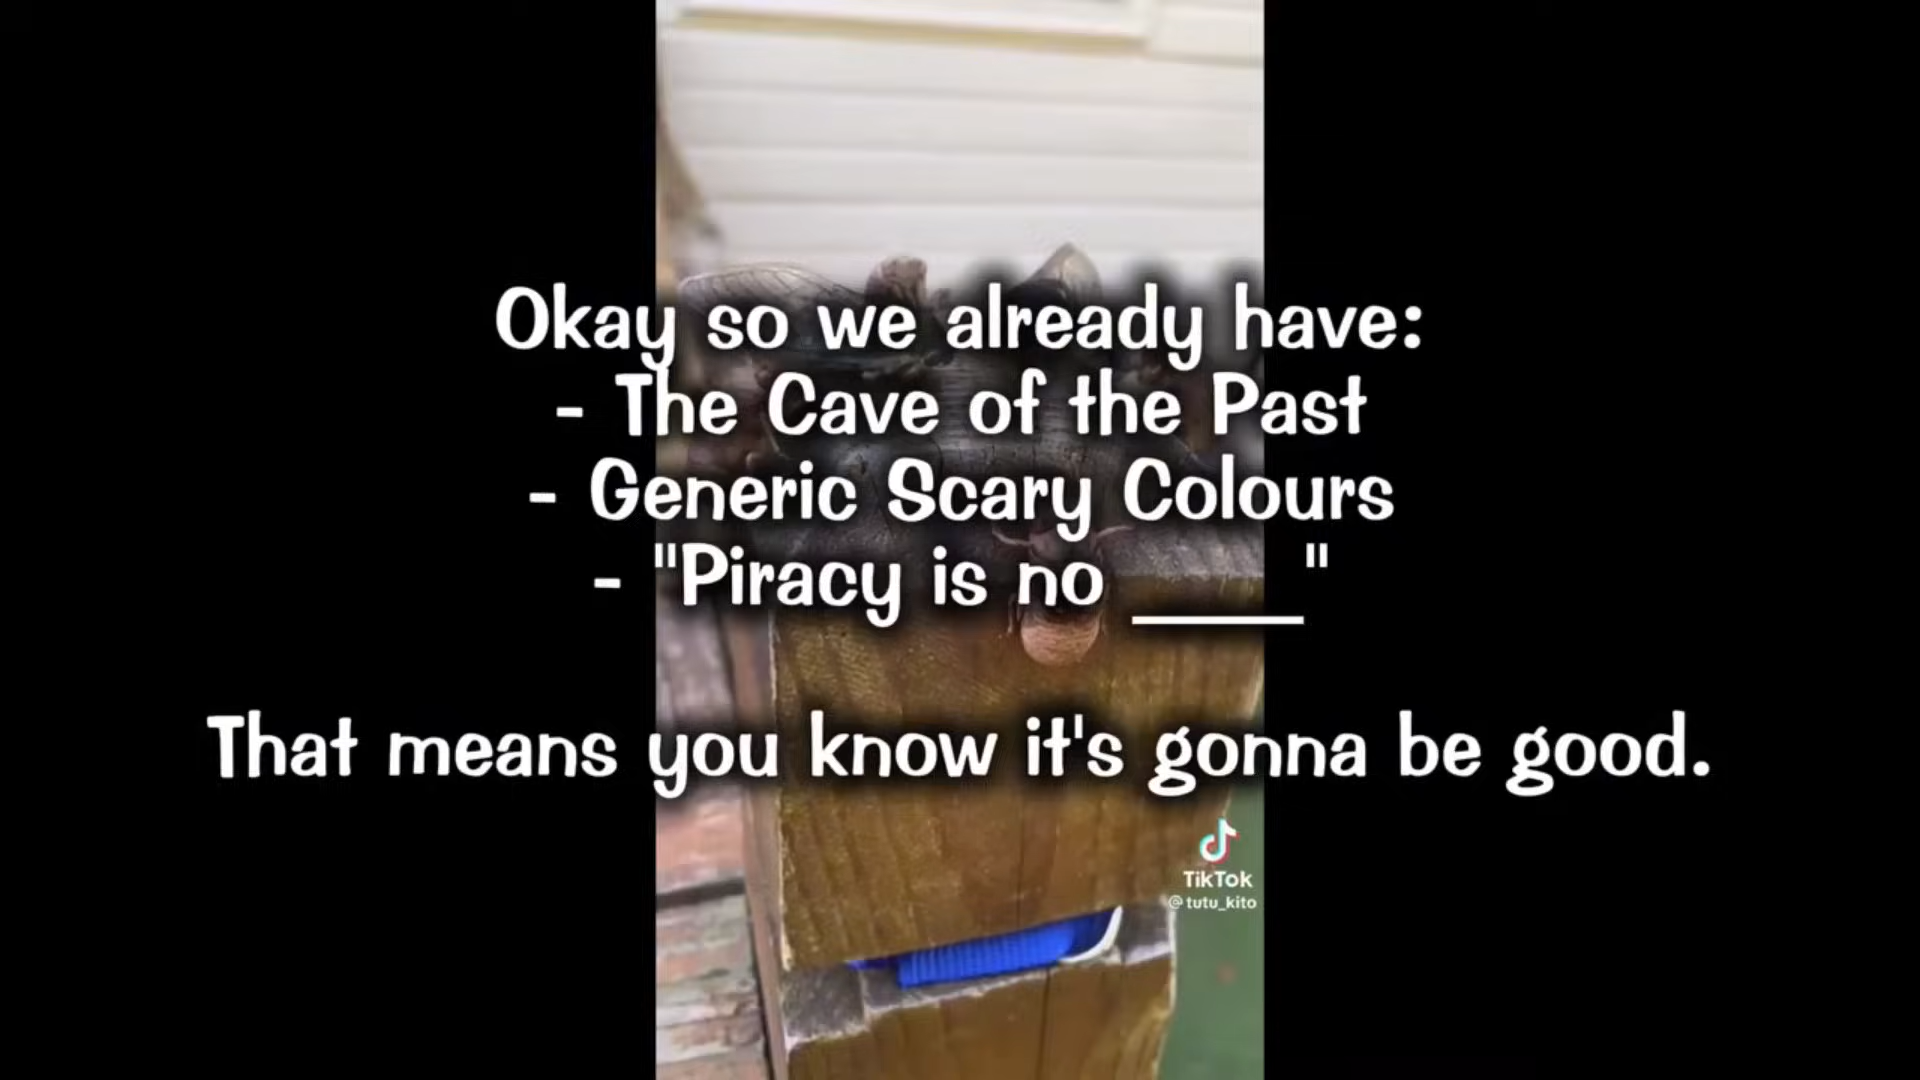 Okay so we already have:
- The Cave of the Past
- Generic Scary Colours
- "Piracy is no _____"
That means you know it's gonna be good.
TikTok
@tutu_kito